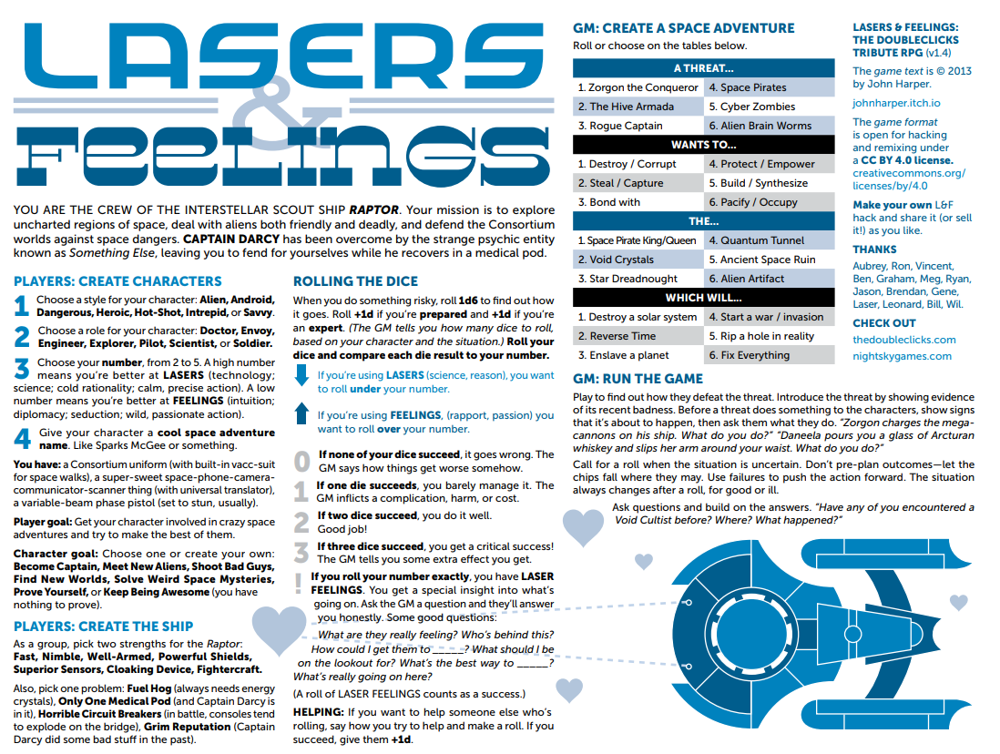 LASERS
&
FEELINGS
YOU ARE THE CREW OF THE INTERSTELLAR SCOUT SHIP RAPTOR. Your mission is to explore
uncharted regions of space, deal with aliens both friendly and deadly, and defend the Consortium
worlds against space dangers. CAPTAIN DARCY has been overcome by the strange psychic entity
known as Something Else, leaving you to fend for yourselves while he recovers in a medical pod.
PLAYERS: CREATE CHARACTERS
1 Choose a style for your character: Alien, Android,
Dangerous, Heroic, Hot-Shot, Intrepid, or Savvy.
2 Choose a role for your character: Doctor, Envoy,
Engineer, Explorer, Pilot, Scientist, or Soldier.
3 Choose your number, from 2 to 5. A high number
means you're better at LASERS (technology;
science; cold rationality; calm, precise action). A low
number means you're better at FEELINGS (intuition;
diplomacy; seduction; wild, passionate action).
4 Give your character a cool space adventure
name. Like Sparks McGee or something.
You have: a Consortium uniform (with built-in vacc-suit
for space walks), a super-sweet space-phone-camera-
communicator-scanner thing (with universal translator),
a variable-beam phase pistol (set to stun, usually).
Player goal: Get your character involved in crazy space
adventures and try to make the best of them.
Character goal: Choose one or create your own:
Become Captain, Meet New Aliens, Shoot Bad Guys,
Find New Worlds, Solve Weird Space Mysteries,
Prove Yourself, or Keep Being Awesome (you have
nothing to prove).
PLAYERS: CREATE THE SHIP
As a group, pick two strengths for the Raptor:
Fast, Nimble, Well-Armed, Powerful Shields,
Superior Sensors, Cloaking Device, Fightercraft.
Also, pick one problem: Fuel Hog (always needs energy
crystals), Only One Medical Pod (and Captain Darcy is
in it), Horrible Circuit Breakers (in battle, consoles tend
to explode on the bridge), Grim Reputation (Captain
Darcy did some bad stuff in the past).
ROLLING THE DICE
When you do something risky, roll 1d6 to find out how
it goes. Roll +1d if you're prepared and +1d if you're
an expert. (The GM tells you how many dice to roll,
based on your character and the situation.) Roll your
dice and compare each die result to your number.
If you're using LASERS (science, reason), you want
to roll under your number.
If you're using FEELINGS, (rapport, passion) you
want to roll over your number.
0 If none of your dice succeed, it goes wrong. The
GM says how things get worse somehow.
1 If one die succeeds, you barely manage it. The
GM inflicts a complication, harm, or cost.
2 If two dice succeed, you do it well.
Good job!
3 If three dice succeed, you get a critical success!
The GM tells you some extra effect you get.
! If you roll your number exactly, you have LASER
FEELINGS. You get a special insight into what's
going on. Ask the GM a question and they'll answer
you honestly. Some good questions:
What are they really feeling? Who's behind this?
How could I get them to _____? What should I be
on the lookout for? What's the best way to _____?
What's really going on here?
(A roll of LASER FEELINGS counts as a success.)
HELPING: If you want to help someone else who's
rolling, say how you try to help and make a roll. If you
succeed, give them +1d.
GM: CREATE A SPACE ADVENTURE
Roll or choose on the tables below.
A THREAT...
1. Zorgon the Conqueror 4. Space Pirates
2. The Hive Armada 5. Cyber Zombies
3. Rogue Captain 6. Alien Brain Worms
WANTS TO...
1. Destroy / Corrupt 4. Protect / Empower
2. Steal / Capture 5. Build / Synthesize
3. Bond with 6. Pacify / Occupy
THE...
1. Space Pirate King/Queen 4. Quantum Tunnel
2. Void Crystals 5. Ancient Space Ruin
3. Star Dreadnought 6. Alien Artifact
WHICH WILL...
1. Destroy a solar system 4. Start a war / invasion
2. Reverse Time 5. Rip a hole in reality
3. Enslave a planet 6. Fix Everything
GM: RUN THE GAME
Play to find out how they defeat the threat. Introduce the threat by showing evidence
of its recent badness. Before a threat does something to the characters, show signs
that it's about to happen, then ask them what they do. "Zorgon charges the mega-
cannons on his ship. What do you do?" "Daneela pours you a glass of Arcturan
whiskey and slips her arm around your waist. What do you do?"
Call for a roll when the situation is uncertain. Don't pre-plan outcomes—let the
chips fall where they may. Use failures to push the action forward. The situation
always changes after a roll, for good or ill.
Ask questions and build on the answers. "Have any of you encountered a
Void Cultist before? Where? What happened?"
LASERS & FEELINGS:
THE DOUBLECLICKS
TRIBUTE RPG (v1.4)
The game text is © 2013
by John Harper.
johnharper.itch.io
The game format
is open for hacking
and remixing under
a CC BY 4.0 license.
creativecommons.org/
licenses/by/4.0
Make your own L&F
hack and share it (or sell
it!) as you like.
THANKS
Aubrey, Ron, Vincent,
Ben, Graham, Meg, Ryan,
Jason, Brendan, Gene,
Laser, Leonard, Bill, Wil.
CHECK OUT
thedoubleclicks.com
nightskygames.com